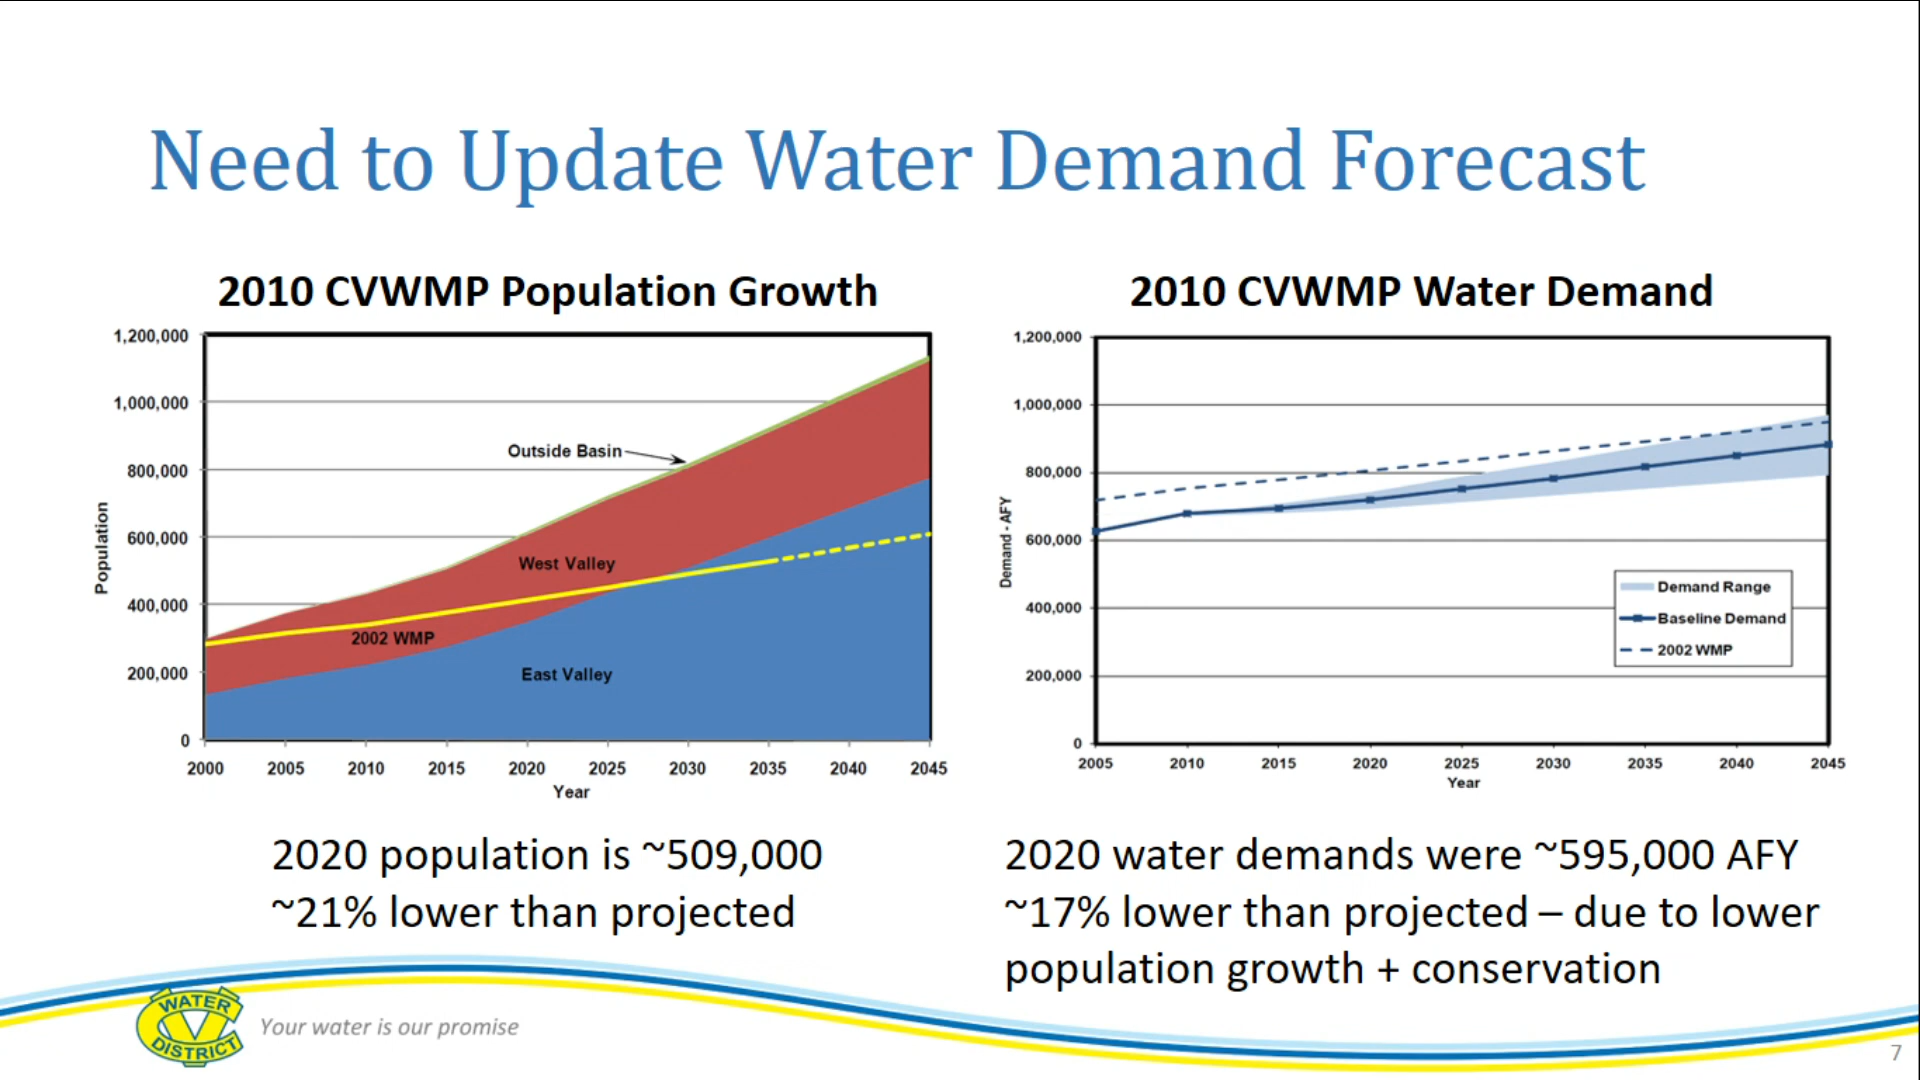 Need to Update Water Demand Forecast
2010 CVWMP Population Growth
1,200,000
1,000,000
800,000
600,000
400,000
200,000
0
Population
Outside Basin
West Valley
2002 WMP
East Valley
2000 2005 2010 2015 2020 2025 2030 2035 2040 2045
Year
2020 population is ~509,000
~21% lower than projected
2010 CVWMP Water Demand
1,200,000
1,000,000
800,000
600,000
400,000
200,000
0
Demand - AFY
Demand Range
Baseline Demand
2002 WMP
2005 2010 2015 2020 2025 2030 2035 2040 2045
Year
2020 water demands were ~595,000 AFY
~17% lower than projected – due to lower
population growth + conservation
WATER
CV
DISTRICT
Your water is our promise
7